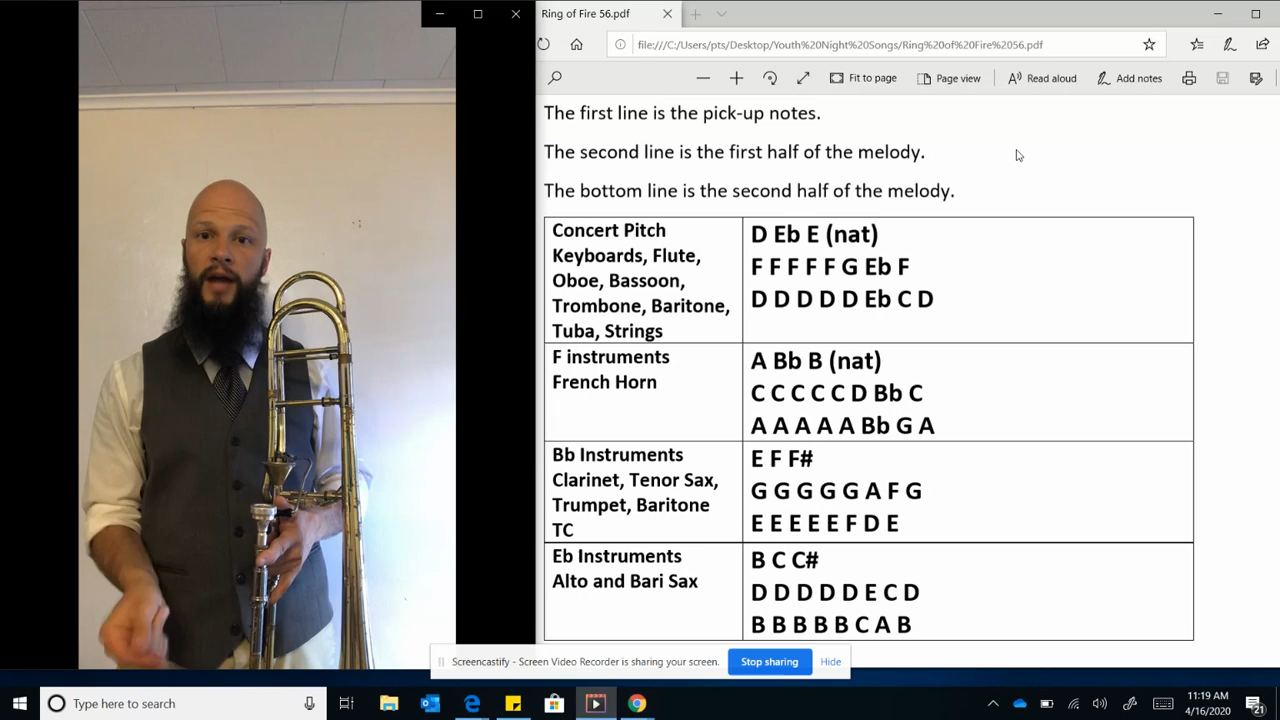 Ring of Fire 56.pdf
file:///C:/Users/pts/Desktop/Youth%20Night%20Songs/Ring%20of%20Fire%2056.pdf
Fit to page
Page view
Read aloud
Add notes
The first line is the pick-up notes.
The second line is the first half of the melody.
The bottom line is the second half of the melody.
Concert Pitch
Keyboards, Flute,
Oboe, Bassoon,
Trombone, Baritone,
Tuba, Strings
D Eb E (nat)
F F F F F G Eb F
D D D D D Eb C D
F instruments
French Horn
A Bb B (nat)
C C C C C D Bb C
A A A A A Bb G A
Bb Instruments
Clarinet, Tenor Sax,
Trumpet, Baritone
TC
E F F#
G G G G G A F G
E E E E E F D E
Eb Instruments
Alto and Bari Sax
B C C#
D D D D D E C D
B B B B B C A B
Screencastify - Screen Video Recorder is sharing your screen.
Stop sharing
Hide
Type here to search
11:19 AM
4/16/2020
21